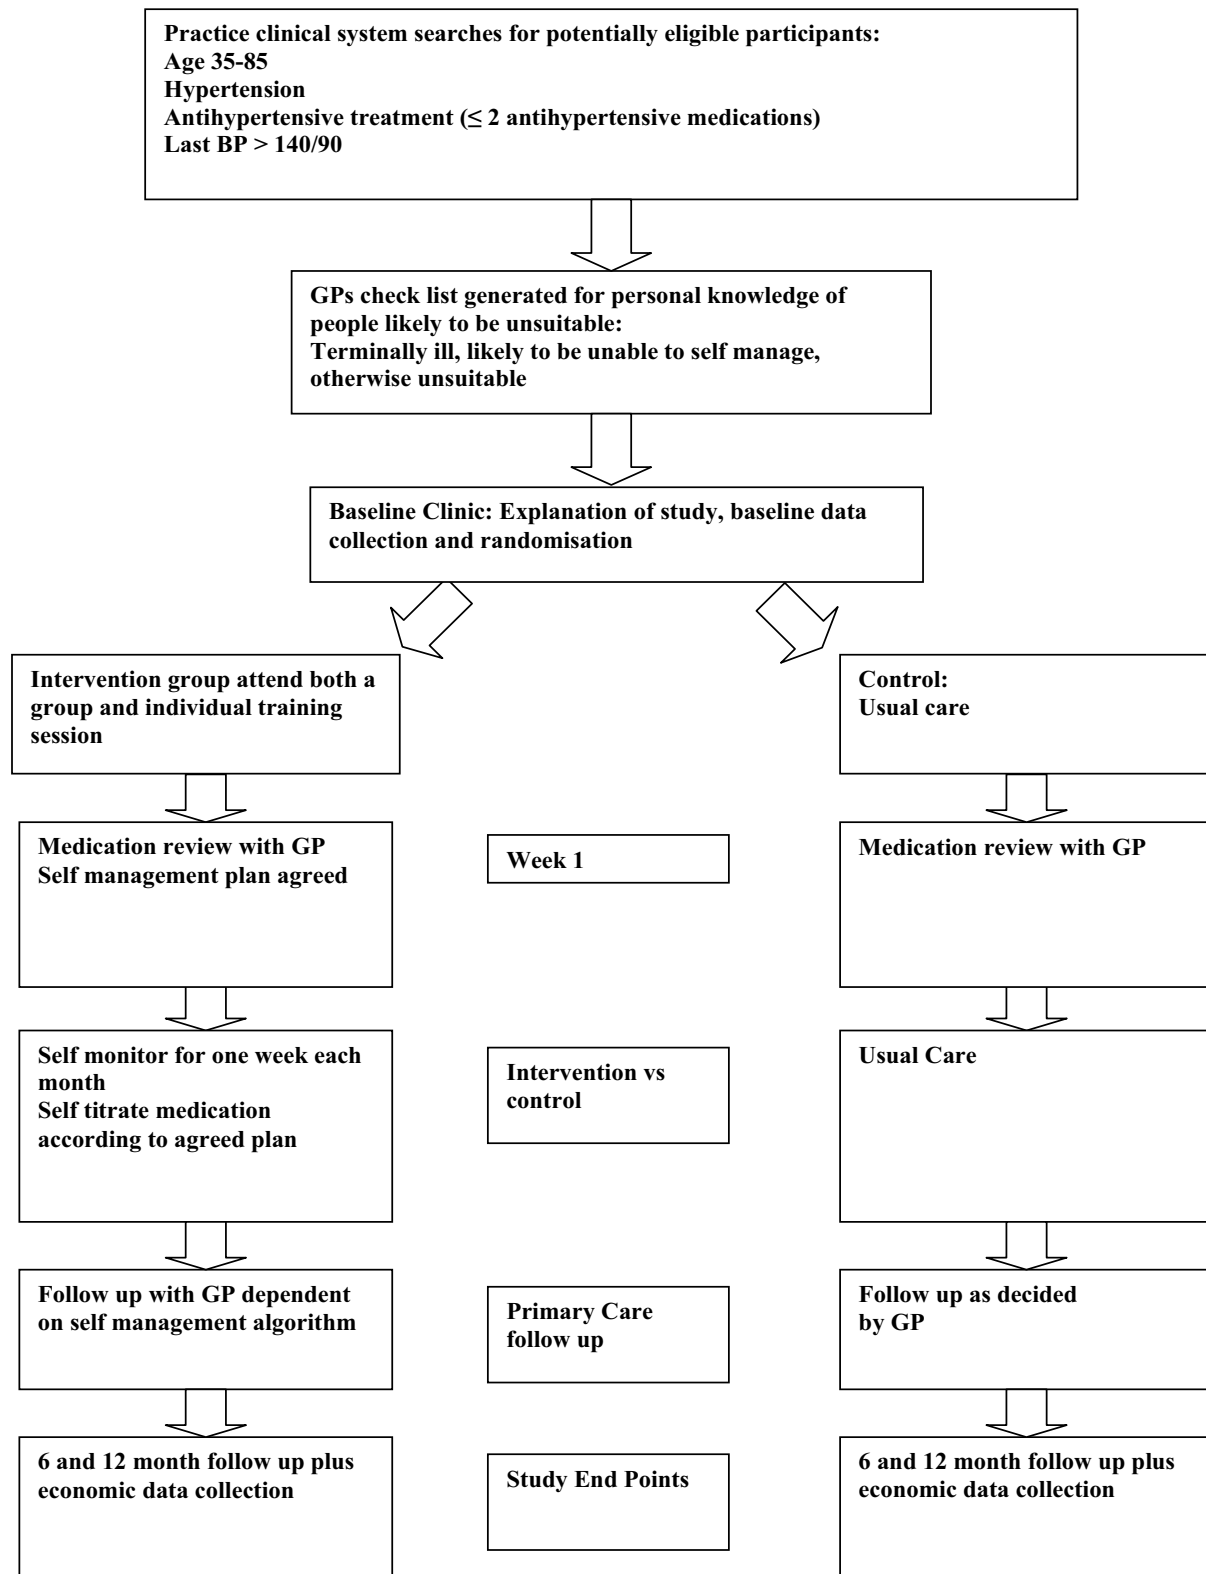 Practice clinical system searches for potentially eligible participants:
Age 35-85
Hypertension
Antihypertensive treatment (≤ 2 antihypertensive medications)
Last BP > 140/90
GPs check list generated for personal knowledge of
people likely to be unsuitable:
Terminally ill, likely to be unable to self manage,
otherwise unsuitable
Baseline Clinic: Explanation of study, baseline data
collection and randomisation
Intervention group attend both a
group and individual training
session
Control:
Usual care
Medication review with GP
Self management plan agreed
Week 1
Medication review with GP
Self monitor for one week each
month
Self titrate medication
according to agreed plan
Intervention vs
control
Usual Care
Follow up with GP dependent
on self management algorithm
Primary Care
follow up
Follow up as decided
by GP
6 and 12 month follow up plus
economic data collection
Study End Points
6 and 12 month follow up plus
economic data collection